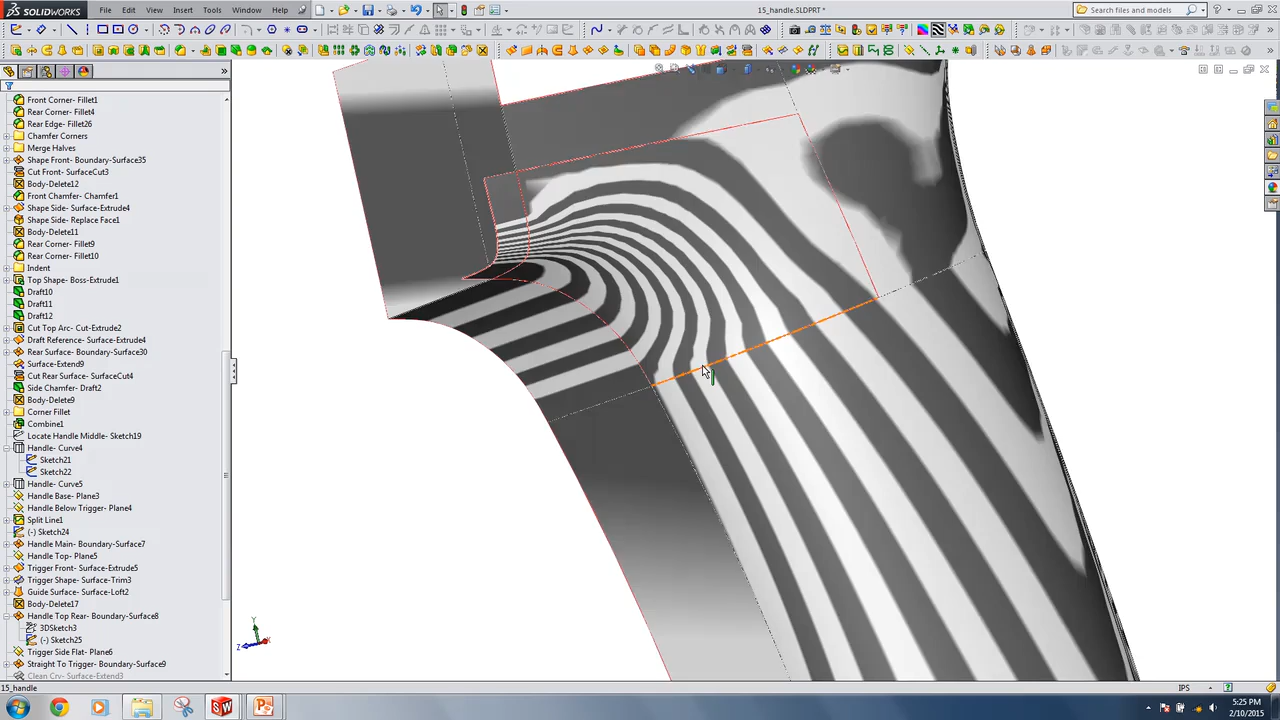 SOLIDWORKS
File Edit View Insert Tools Window Help
15_handle.SLDPRT *
Search files and models
Front Corner- Fillet1
Rear Corner- Fillet4
Rear Edge- Fillet26
Chamfer Corners
Merge Halves
Shape Front- Boundary-Surface35
Cut Front- SurfaceCut3
Body-Delete12
Front Chamfer- Chamfer1
Shape Side- Surface-Extrude4
Shape Side- Replace Face1
Body-Delete11
Rear Corner- Fillet9
Rear Corner- Fillet10
Indent
Top Shape- Boss-Extrude1
Draft10
Draft11
Draft12
Cut Top Arc- Cut-Extrude2
Draft Reference- Surface-Extrude4
Rear Surface- Boundary-Surface30
Surface-Extend9
Cut Rear Surface- SurfaceCut4
Side Chamfer- Draft2
Body-Delete9
Corner Fillet
Combine1
Locate Handle Middle- Sketch19
Handle- Curve4
Sketch21
Sketch22
Handle- Curve5
Handle Base- Plane3
Handle Below Trigger- Plane4
Split Line1
(-) Sketch24
Handle Main- Boundary-Surface7
Handle Top- Plane5
Trigger Front- Surface-Extrude5
Trigger Shape- Surface-Trim3
Guide Surface- Surface-Loft2
Body-Delete17
Handle Top Rear- Boundary-Surface8
3DSketch3
(-) Sketch25
Trigger Side Flat- Plane6
Straight To Trigger- Boundary-Surface9
Clean Crv- Surface-Extend3
Y
Z
X
15_handle
IPS
5:25 PM
2/10/2015